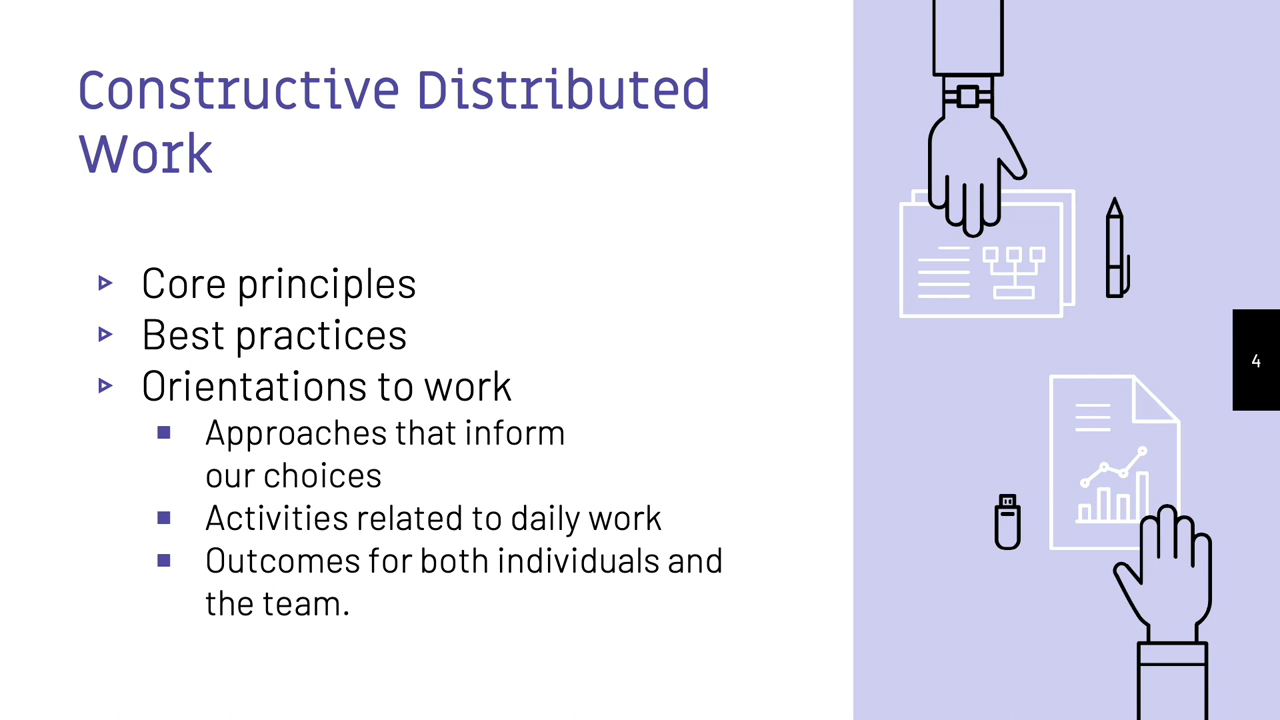 Constructive Distributed
Work
Core principles
Best practices
Orientations to work
Approaches that inform
our choices
Activities related to daily work
Outcomes for both individuals and
the team.
4